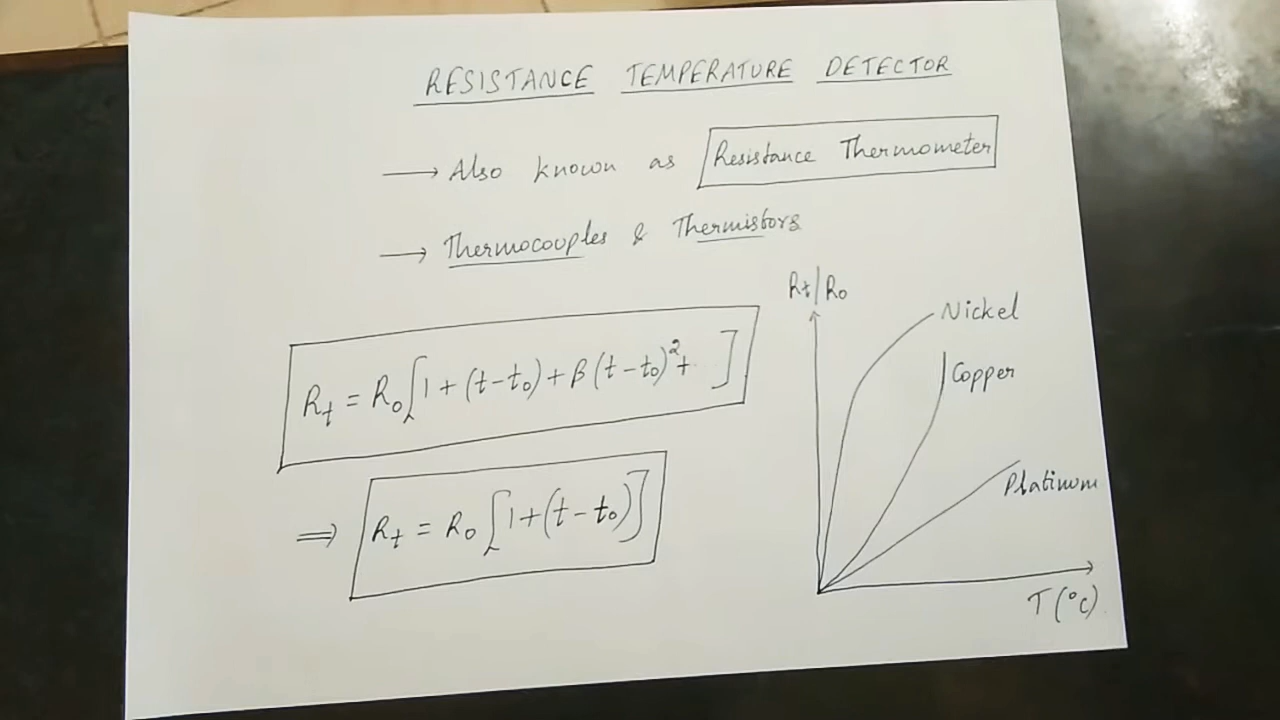 RESISTANCE TEMPERATURE DETECTOR
→ Also known as Resistance Thermometer
→ Thermocouples & Thermistors
Rt = R0[1 + (t - t0) + β(t - t0)²+ .. ]
⇒ Rt = R0[1+(t - t0)]
Rt/R0
Nickel
Copper
Platinum
T(°c)